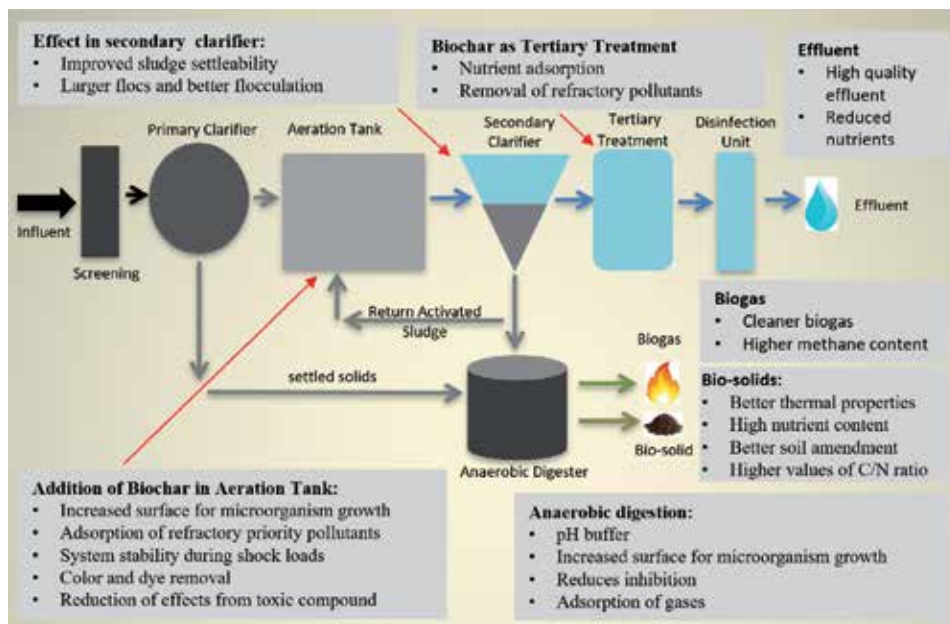 Effect in secondary clarifier:
• Improved sludge settleability
• Larger flocs and better flocculation
Biochar as Tertiary Treatment
• Nutrient adsorption
• Removal of refractory pollutants
Effluent
• High quality
effluent
• Reduced
nutrients
Primary Clarifier
Aeration Tank
Secondary
Clarifier
Tertiary
Treatment
Disinfection
Unit
Influent
Screening
Effluent
Return Activated
Sludge
settled solids
Biogas
Bio-solid
Anaerobic Digester
Biogas
• Cleaner biogas
• Higher methane content
Bio-solids:
• Better thermal properties
• High nutrient content
• Better soil amendment
• Higher values of C/N ratio
Addition of Biochar in Aeration Tank:
• Increased surface for microorganism growth
• Adsorption of refractory priority pollutants
• System stability during shock loads
• Color and dye removal
• Reduction of effects from toxic compound
Anaerobic digestion:
• pH buffer
• Increased surface for microorganism growth
• Reduces inhibition
• Adsorption of gases